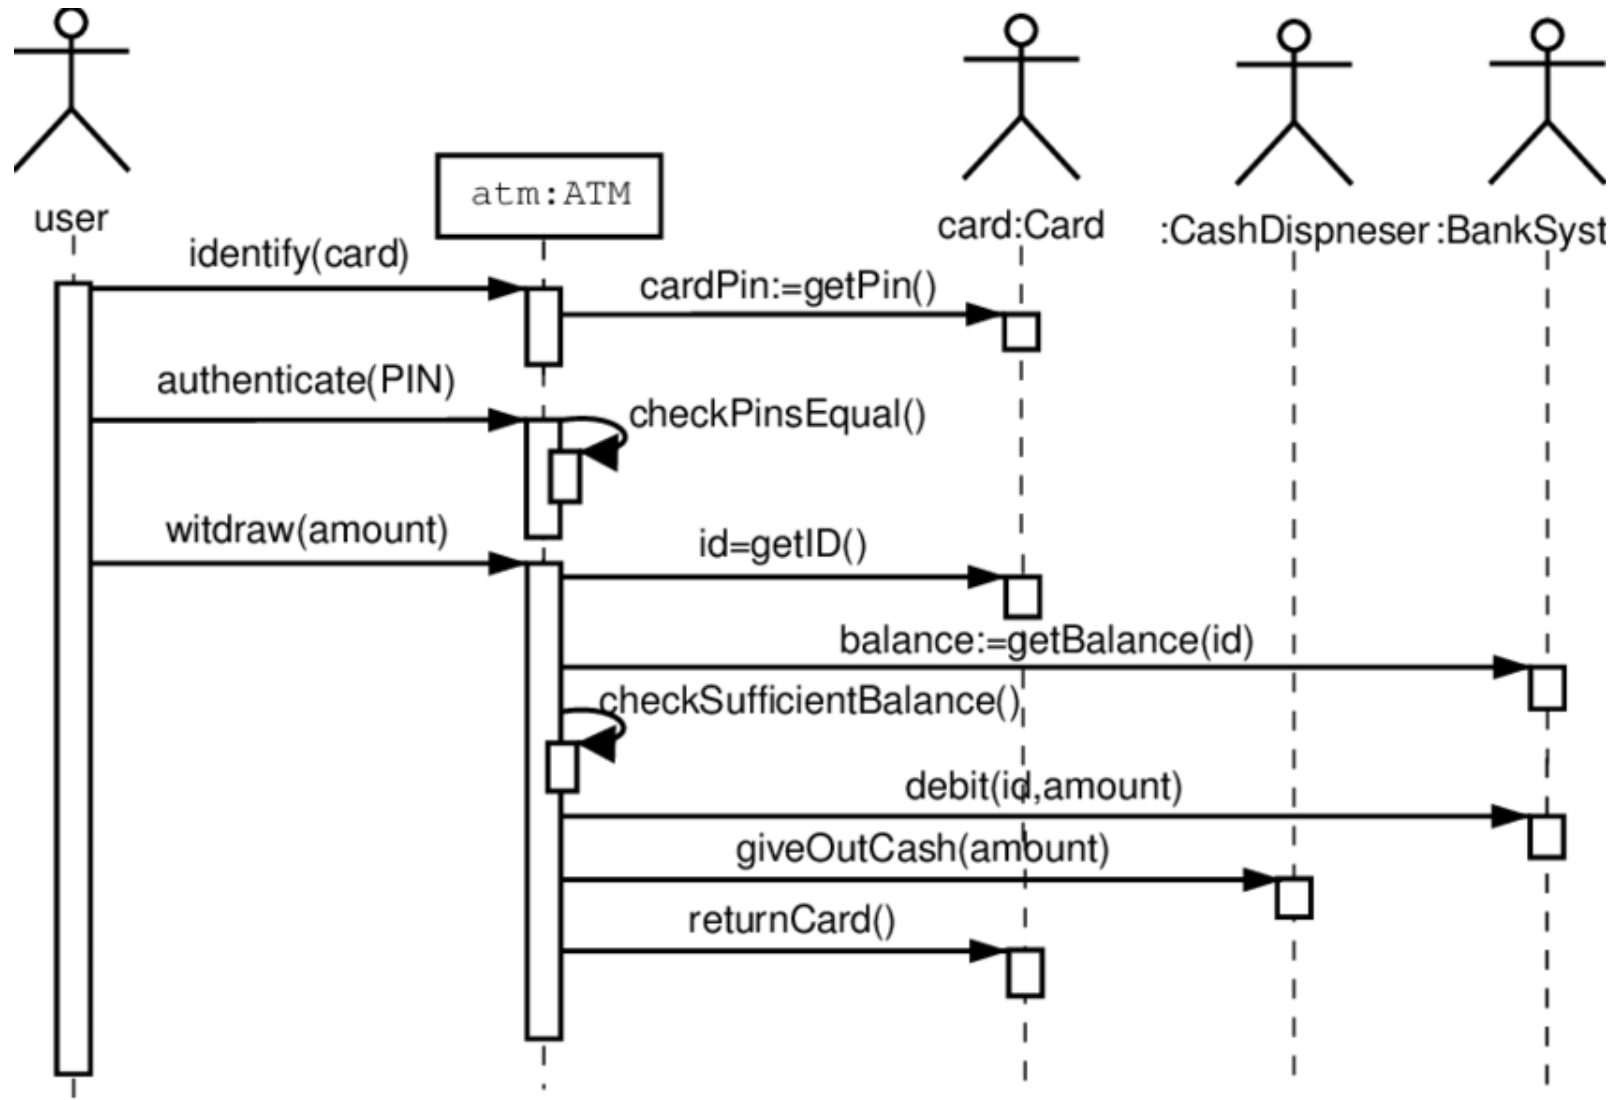 user
atm:ATM
card:Card
:CashDispneser
:BankSyst
identify(card)
cardPin:=getPin()
authenticate(PIN)
checkPinsEqual()
witdraw(amount)
id=getID()
balance:=getBalance(id)
checkSufficientBalance()
debit(id,amount)
giveOutCash(amount)
returnCard()